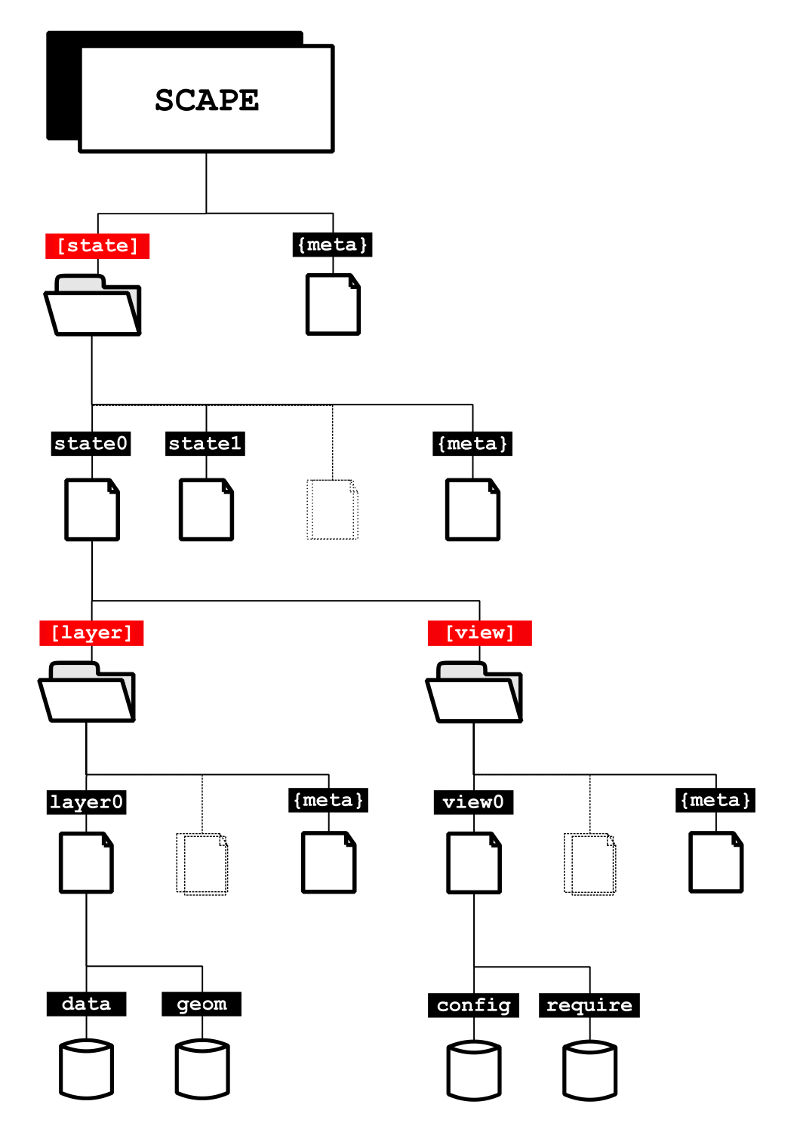 SCAPE
[state]
{meta}
state0
state1
{meta}
[layer]
[view]
layer0
{meta}
view0
{meta}
data
geom
config
require